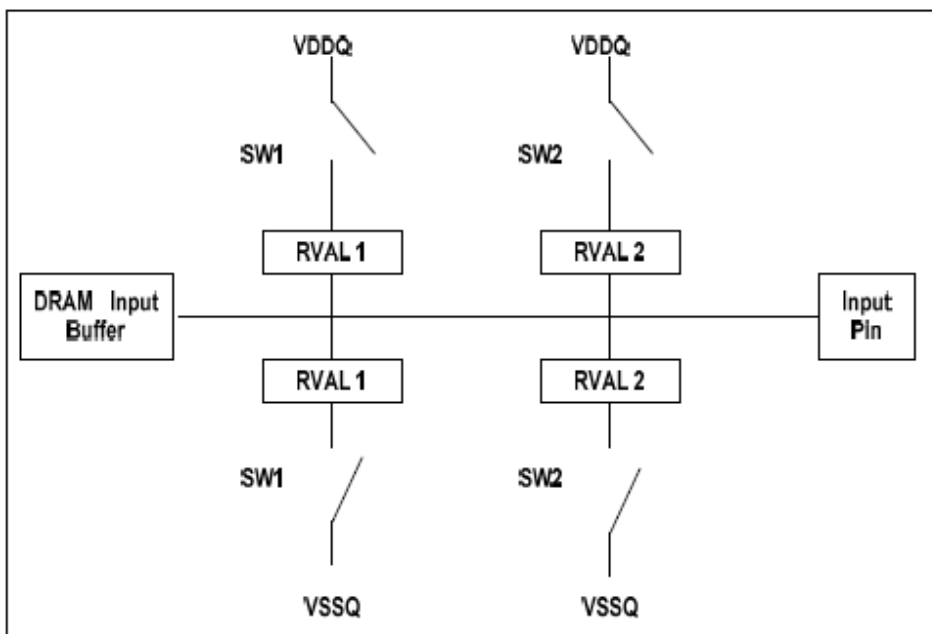 VDDQ VDDQ
SW1 SW2
RVAL 1 RVAL 2
DRAM Input
Buffer
Input
Pin
RVAL 1 RVAL 2
SW1 SW2
VSSQ VSSQ